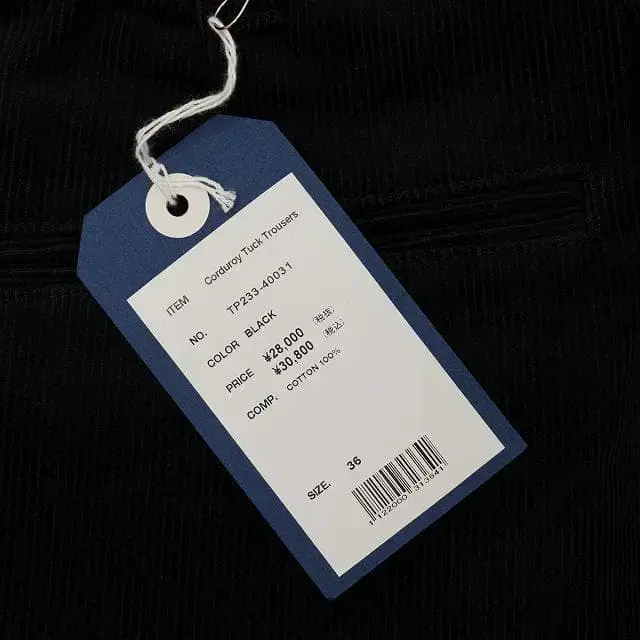 ITEM Corduroy Tuck Trousers
NO. TP233-40031
COLOR BLACK
PRICE ¥28,000 (税抜)
¥30,800 (税込)
COMP. COTTON 100%
SIZE. 36